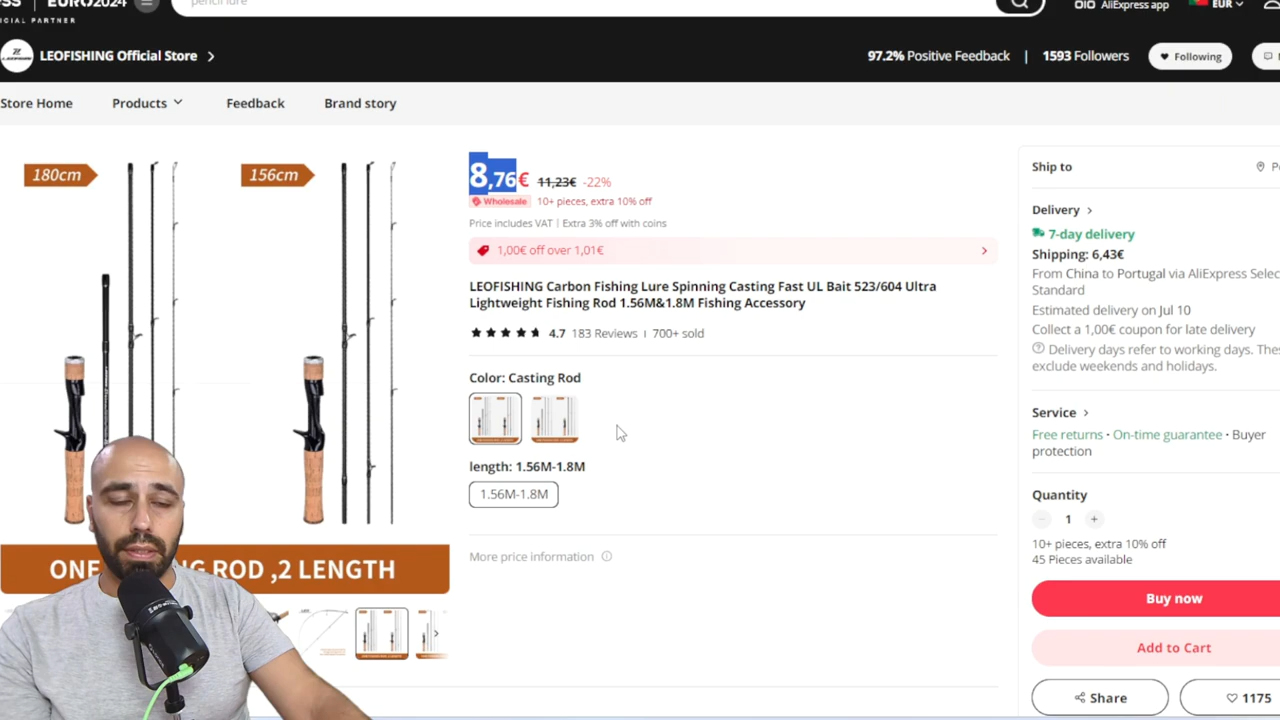 EURO2024
pencil lure
AliExpress app
EUR
CIAL PARTNER
LEOFISHING Official Store
97.2% Positive Feedback | 1593 Followers
Following
Store Home
Products
Feedback
Brand story
180cm
156cm
8,76€ 11,23€ -22%
Wholesale 10+ pieces, extra 10% off
Price includes VAT | Extra 3% off with coins
1,00€ off over 1,01€
LEOFISHING Carbon Fishing Lure Spinning Casting Fast UL Bait 523/604 Ultra
Lightweight Fishing Rod 1.56M&1.8M Fishing Accessory
4.7 183 Reviews 700+ sold
Color: Casting Rod
length: 1.56M-1.8M
1.56M-1.8M
More price information
ONE
G ROD ,2 LENGTH
Ship to
Delivery
7-day delivery
Shipping: 6,43€
From China to Portugal via AliExpress Selec
Standard
Estimated delivery on Jul 10
Collect a 1,00€ coupon for late delivery
Delivery days refer to working days. Thes
exclude weekends and holidays.
Service
Free returns · On-time guarantee · Buyer
protection
Quantity
- 1 +
10+ pieces, extra 10% off
45 Pieces available
Buy now
Add to Cart
Share
1175